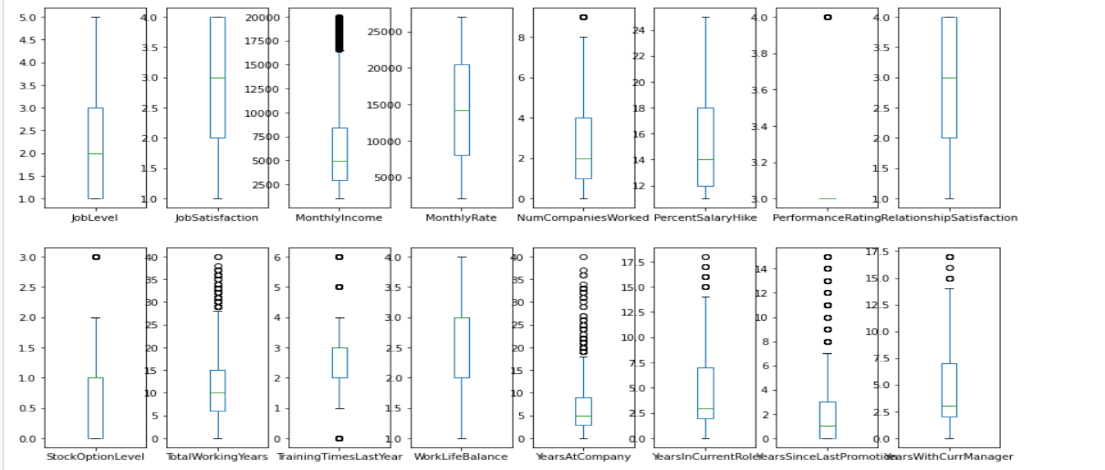 5.0 4.5 4.0 3.5 3.0 2.5 2.0 1.5 1.0
JobLevel
4.0 3.5 3.0 2.5 2.0 1.5 1.0
JobSatisfaction
20000 17500 15000 12500 10000 7500 5000 2500
MonthlyIncome
25000 20000 15000 10000 5000
MonthlyRate
8 6 4 2 0
NumCompaniesWorked
24 22 20 18 16 14 12
PercentSalaryHike
4.0 3.8 3.6 3.4 3.2 3.0
PerformanceRating
4.0 3.5 3.0 2.5 2.0 1.5 1.0
RelationshipSatisfaction
3.0 2.5 2.0 1.5 1.0 0.5 0.0
StockOptionLevel
40 35 30 25 20 15 10 5 0
TotalWorkingYears
6 5 4 3 2 1 0
TrainingTimesLastYear
4.0 3.5 3.0 2.5 2.0 1.5 1.0
WorkLifeBalance
40 35 30 25 20 15 10 5 0
YearsAtCompany
17.5 15.0 12.5 10.0 7.5 5.0 2.5 0.0
YearsInCurrentRole
14 12 10 8 6 4 2 0
YearsSinceLastPromotion
17.5 15.0 12.5 10.0 7.5 5.0 2.5 0.0
YearsWithCurrManager